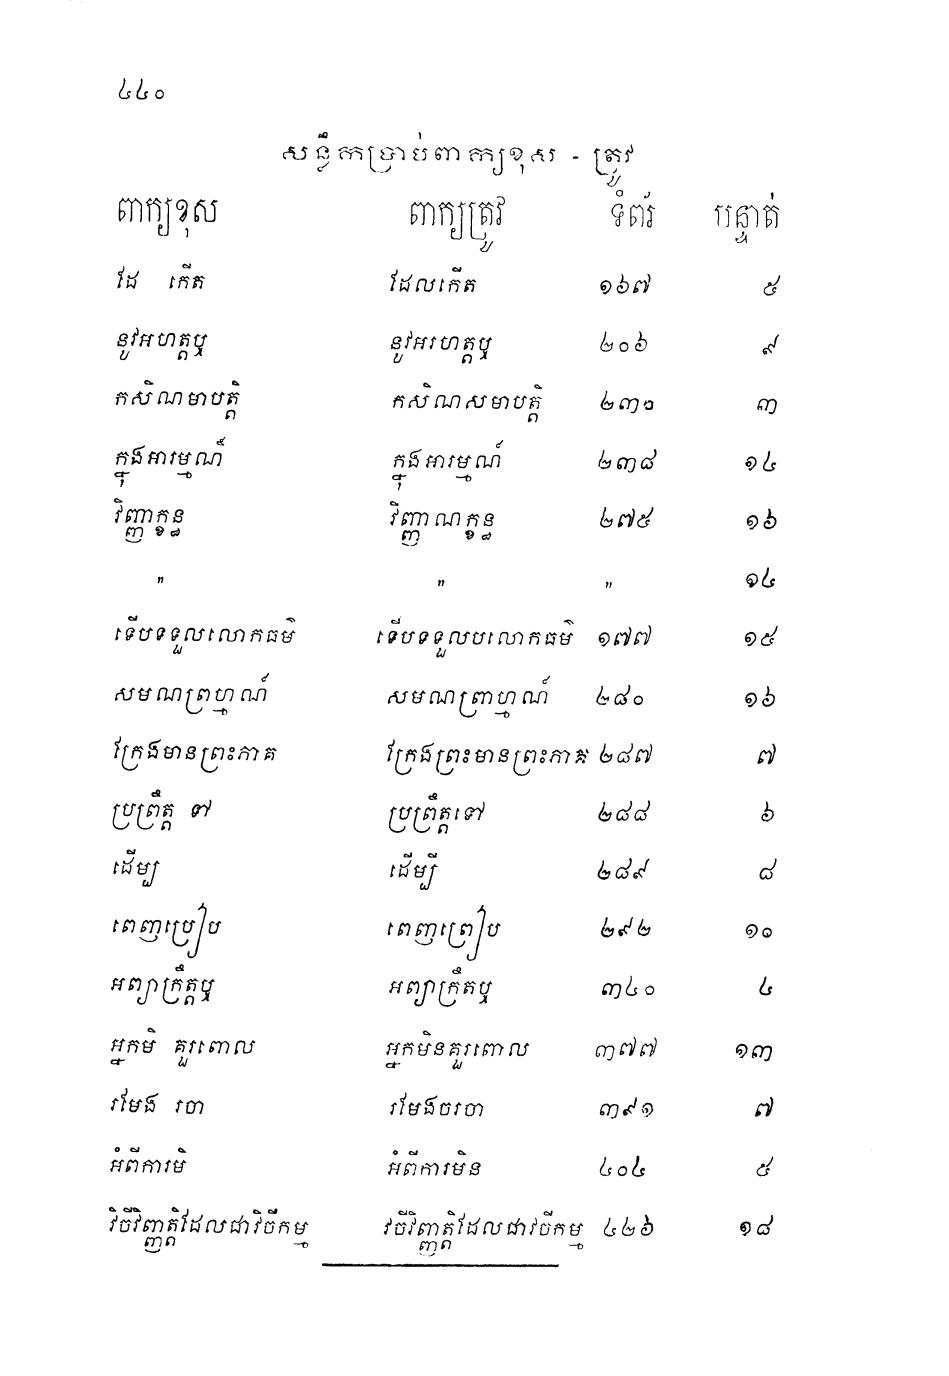 ៤៤០
សន្លឹកប្រាប់ពាក្យខុស - ត្រូវ
ពាក្យខុស ពាក្យត្រូវ ទំព័រ បន្ទាត់
ដែ កើត ដែលកើត ១៦៧ ៥
នូវអហត្តឬ នូវអរហត្តឬ ២០៦ ៩
កសិណមាបត្តិ កសិណសមាបត្តិ ២៣១ ៣
ក្នុងអារម្មណ៍ ក្នុងអារម្មណ៍ ២៣៨ ១៤
វិញ្ញាក្ខន្ធ វិញ្ញាណក្ខន្ធ ២៧៥ ១៦
" " " ១៤
ទើបទទួលលោកធម៌ ទើបទទួលបលោកធម៌ ១៧៧ ១៥
សមណព្រហ្មណ៍ សមណព្រាហ្មណ៍ ២៨០ ១៦
ក្រែងមានព្រះភាគ ក្រែងព្រះមានព្រះភាគ ២៨៧ ៧
ប្រព្រឹត្ត ទៅ ប្រព្រឹត្តទៅ ២៨៨ ៦
ដើម្ប ដើម្បី ២៨៩ ៨
ពេញប្រៀប ពេញព្រៀប ២៩២ ១០
អព្យាក្រឹត្តឬ អព្យាក្រឹតឬ ៣៤០ ៤
អ្នកមិ គួរពោល អ្នកមិនគួរពោល ៣៧៧ ១៣
រមែង រចា រមែងចរចា ៣៩១ ៧
អំពីការមិ អំពីការមិន ៤០៤ ៥
វិចីវិញ្ញត្តិដែលជាវិចីកម្ម វចីវិញ្ញត្តិដែលជាវចីកម្ម ៤២៦ ១៨